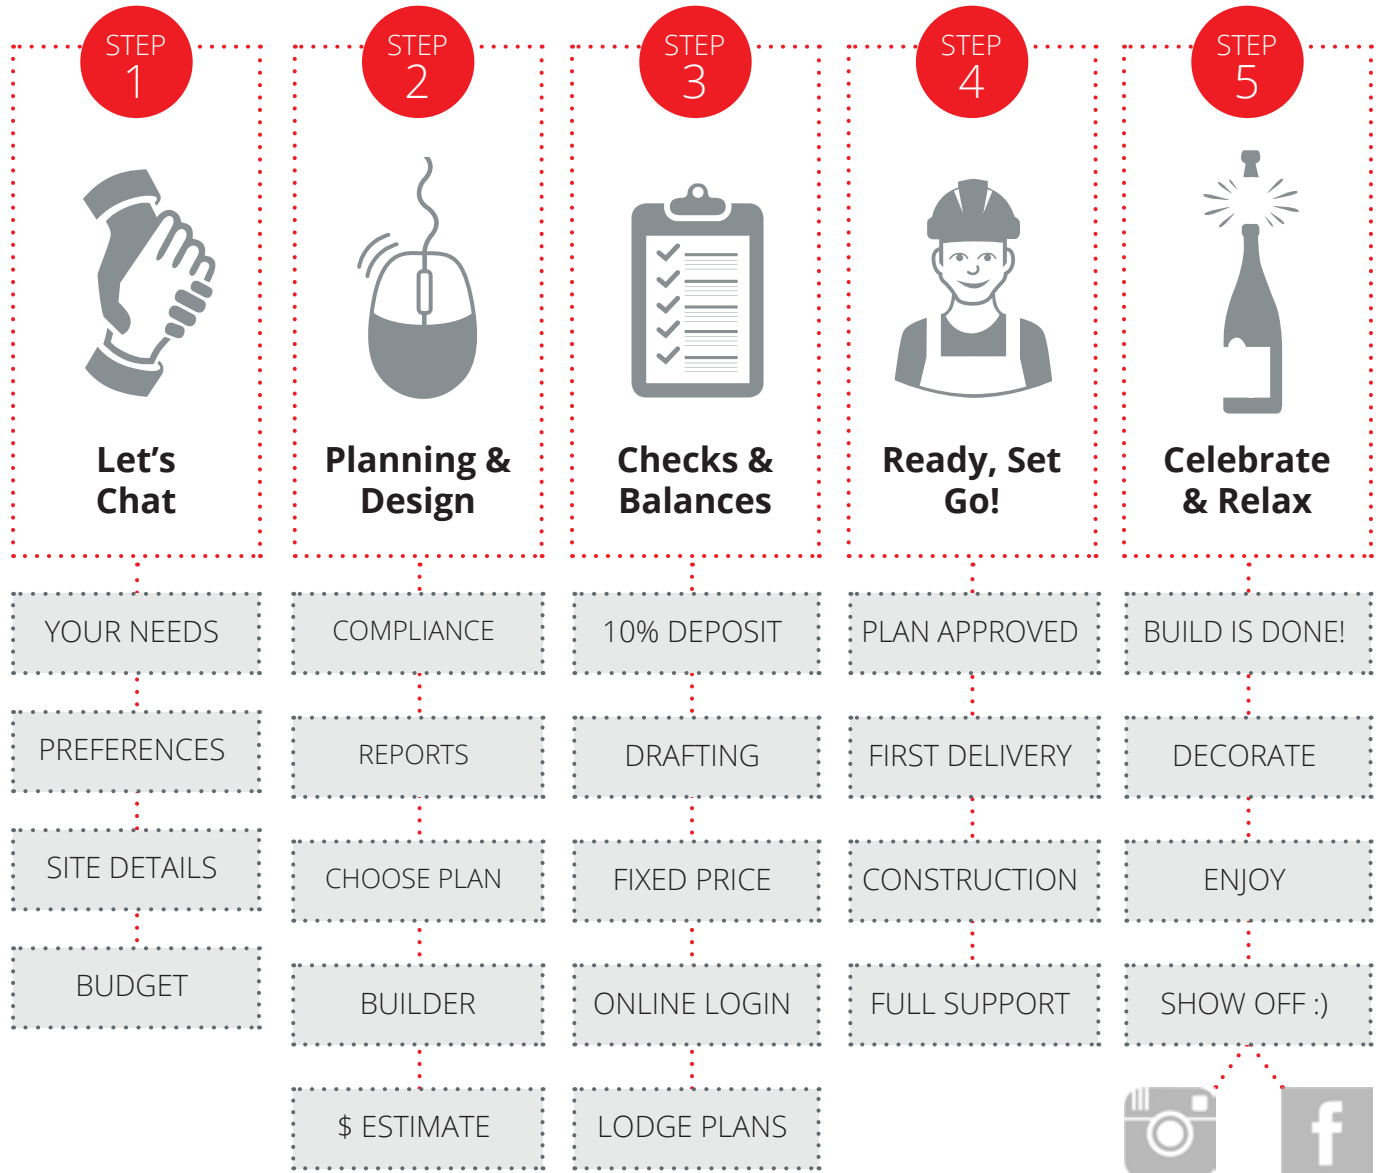 STEP
1
Let's
Chat
YOUR NEEDS
PREFERENCES
SITE DETAILS
BUDGET
STEP
2
Planning &
Design
COMPLIANCE
REPORTS
CHOOSE PLAN
BUILDER
$ ESTIMATE
STEP
3
Checks &
Balances
10% DEPOSIT
DRAFTING
FIXED PRICE
ONLINE LOGIN
LODGE PLANS
STEP
4
Ready, Set
Go!
PLAN APPROVED
FIRST DELIVERY
CONSTRUCTION
FULL SUPPORT
STEP
5
Celebrate
& Relax
BUILD IS DONE!
DECORATE
ENJOY
SHOW OFF :)
f